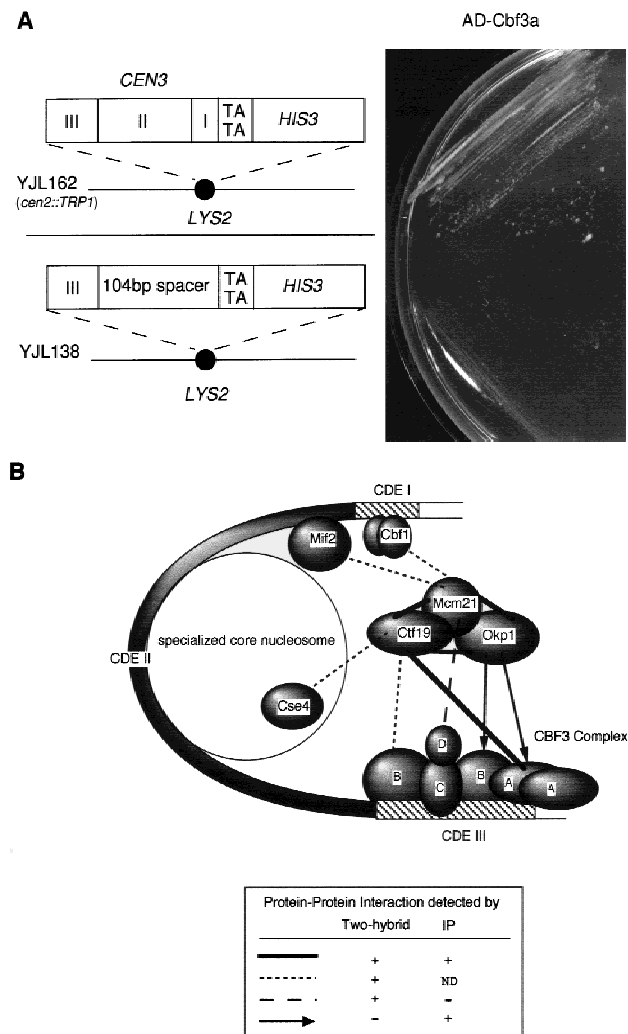 A
AD-Cbf3a
CEN3
III II I TA TA HIS3
YJL162
(cen2::TRP1)
LYS2
III 104bp spacer TA TA HIS3
YJL138
LYS2
B
CDE I
Mif2
Cbf1
Mcm21
Ctf19
Okp1
specialized core nucleosome
CDE II
Cse4
CBF3 Complex
D
B
C
B
A
A
CDE III
Protein-Protein Interaction detected by
Two-hybrid IP
+ +
+ ND
+ -
- +